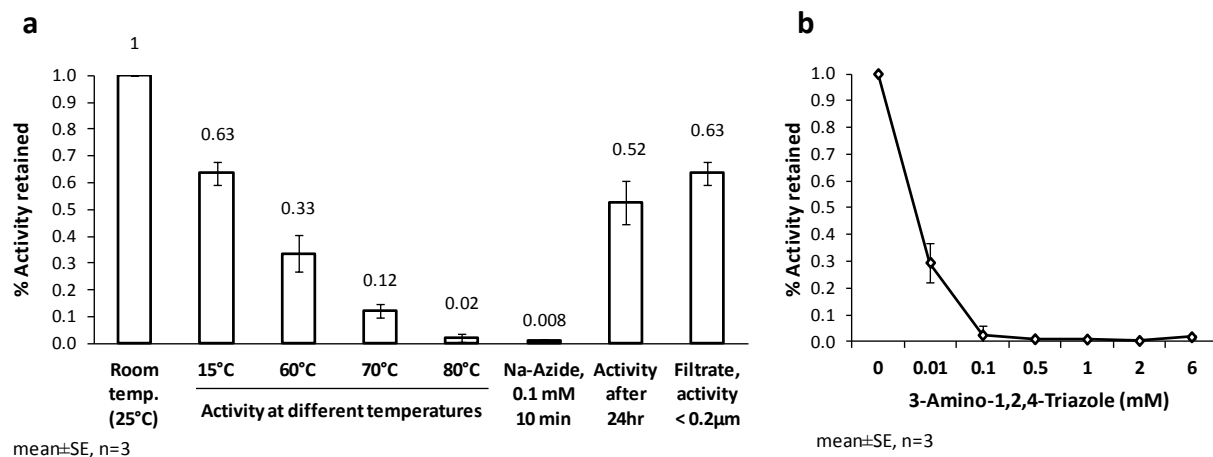 a
1
0.63
0.33
0.12
0.02
0.008
0.52
0.63
% Activity retained
1.0
0.9
0.8
0.7
0.6
0.5
0.4
0.3
0.2
0.1
0.0
Room temp. (25°C)
15°C
60°C
70°C
80°C
Activity at different temperatures
Na-Azide, 0.1 mM 10 min
Activity after 24hr
Filtrate, activity < 0.2µm
mean±SE, n=3
b
% Activity retained
1.0
0.9
0.8
0.7
0.6
0.5
0.4
0.3
0.2
0.1
0.0
0 0.01 0.1 0.5 1 2 6
3-Amino-1,2,4-Triazole (mM)
mean±SE, n=3